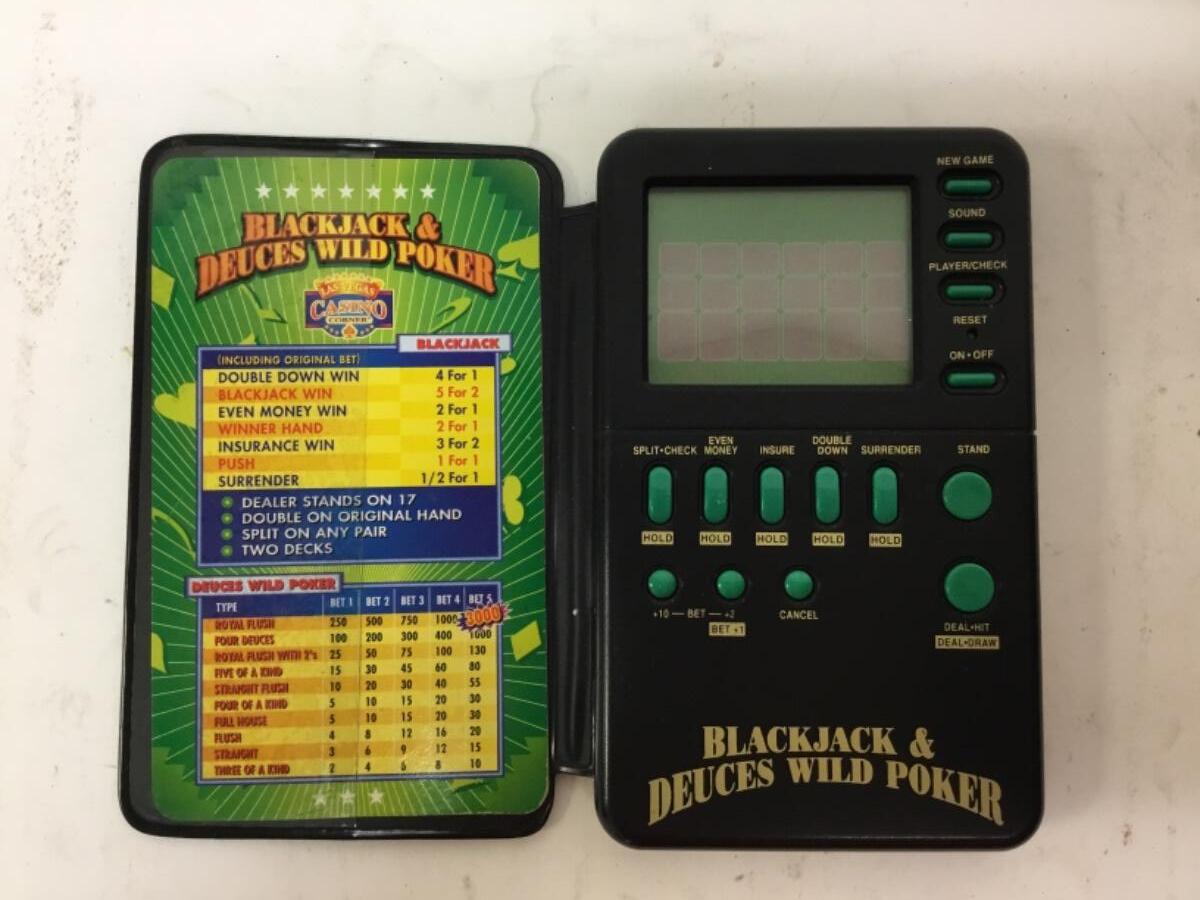 BLACKJACK &
DEUCES WILD POKER
LAS VEGAS
CASINO
CORNER
BLACKJACK
(INCLUDING ORIGINAL BET)
DOUBLE DOWN WIN 4 For 1
BLACKJACK WIN 5 For 2
EVEN MONEY WIN 2 For 1
WINNER HAND 2 For 1
INSURANCE WIN 3 For 2
PUSH 1 For 1
SURRENDER 1/2 For 1
DEALER STANDS ON 17
DOUBLE ON ORIGINAL HAND
SPLIT ON ANY PAIR
TWO DECKS
DEUCES WILD POKER
TYPE BET 1 BET 2 BET 3 BET 4 BET 5
ROYAL FLUSH 250 500 750 1000 3000
FOUR DEUCES 100 200 300 400 1000
ROYAL FLUSH WITH 2's 25 50 75 100 130
FIVE OF A KIND 15 30 45 60 80
STRAIGHT FLUSH 10 20 30 40 55
FOUR OF A KIND 5 10 15 20 30
FULL HOUSE 5 10 15 20 30
FLUSH 4 8 12 16 20
STRAIGHT 3 6 9 12 15
THREE OF A KIND 2 4 6 8 10
NEW GAME
SOUND
PLAYER/CHECK
RESET
ON•OFF
SPLIT•CHECK EVEN MONEY INSURE DOUBLE DOWN SURRENDER STAND
HOLD HOLD HOLD HOLD HOLD
+10 — BET — +2 CANCEL
BET +1
DEAL•HIT
DEAL•DRAW
BLACKJACK &
DEUCES WILD POKER